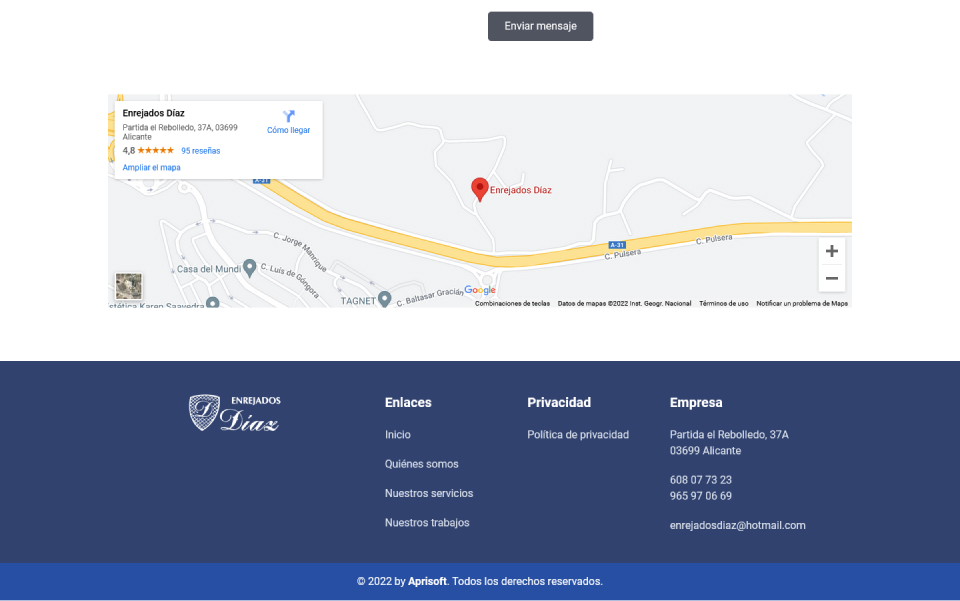 Enviar mensaje
Enrejados Díaz
Cómo llegar
Partida el Rebolledo, 37A, 03699
Alicante
4,8 ★★★★★ 95 reseñas
Ampliar el mapa
A-31
Enrejados Díaz
A-31
C. Pulsera
C. Pulsera
C. Jorge Manrique
Casa del Mundi
C. Luis de Góngora
TAGNET
C. Baltasar Gracián
Google
stética Karen Saavedra
Combinaciones de teclas
Datos de mapas ©2022 Inst. Geogr. Nacional
Términos de uso
Notificar un problema de Maps
ENREJADOS
Díaz
Enlaces
Inicio
Quiénes somos
Nuestros servicios
Nuestros trabajos
Privacidad
Política de privacidad
Empresa
Partida el Rebolledo, 37A
03699 Alicante
608 07 73 23
965 97 06 69
enrejadosdiaz@hotmail.com
© 2022 by Aprisoft. Todos los derechos reservados.